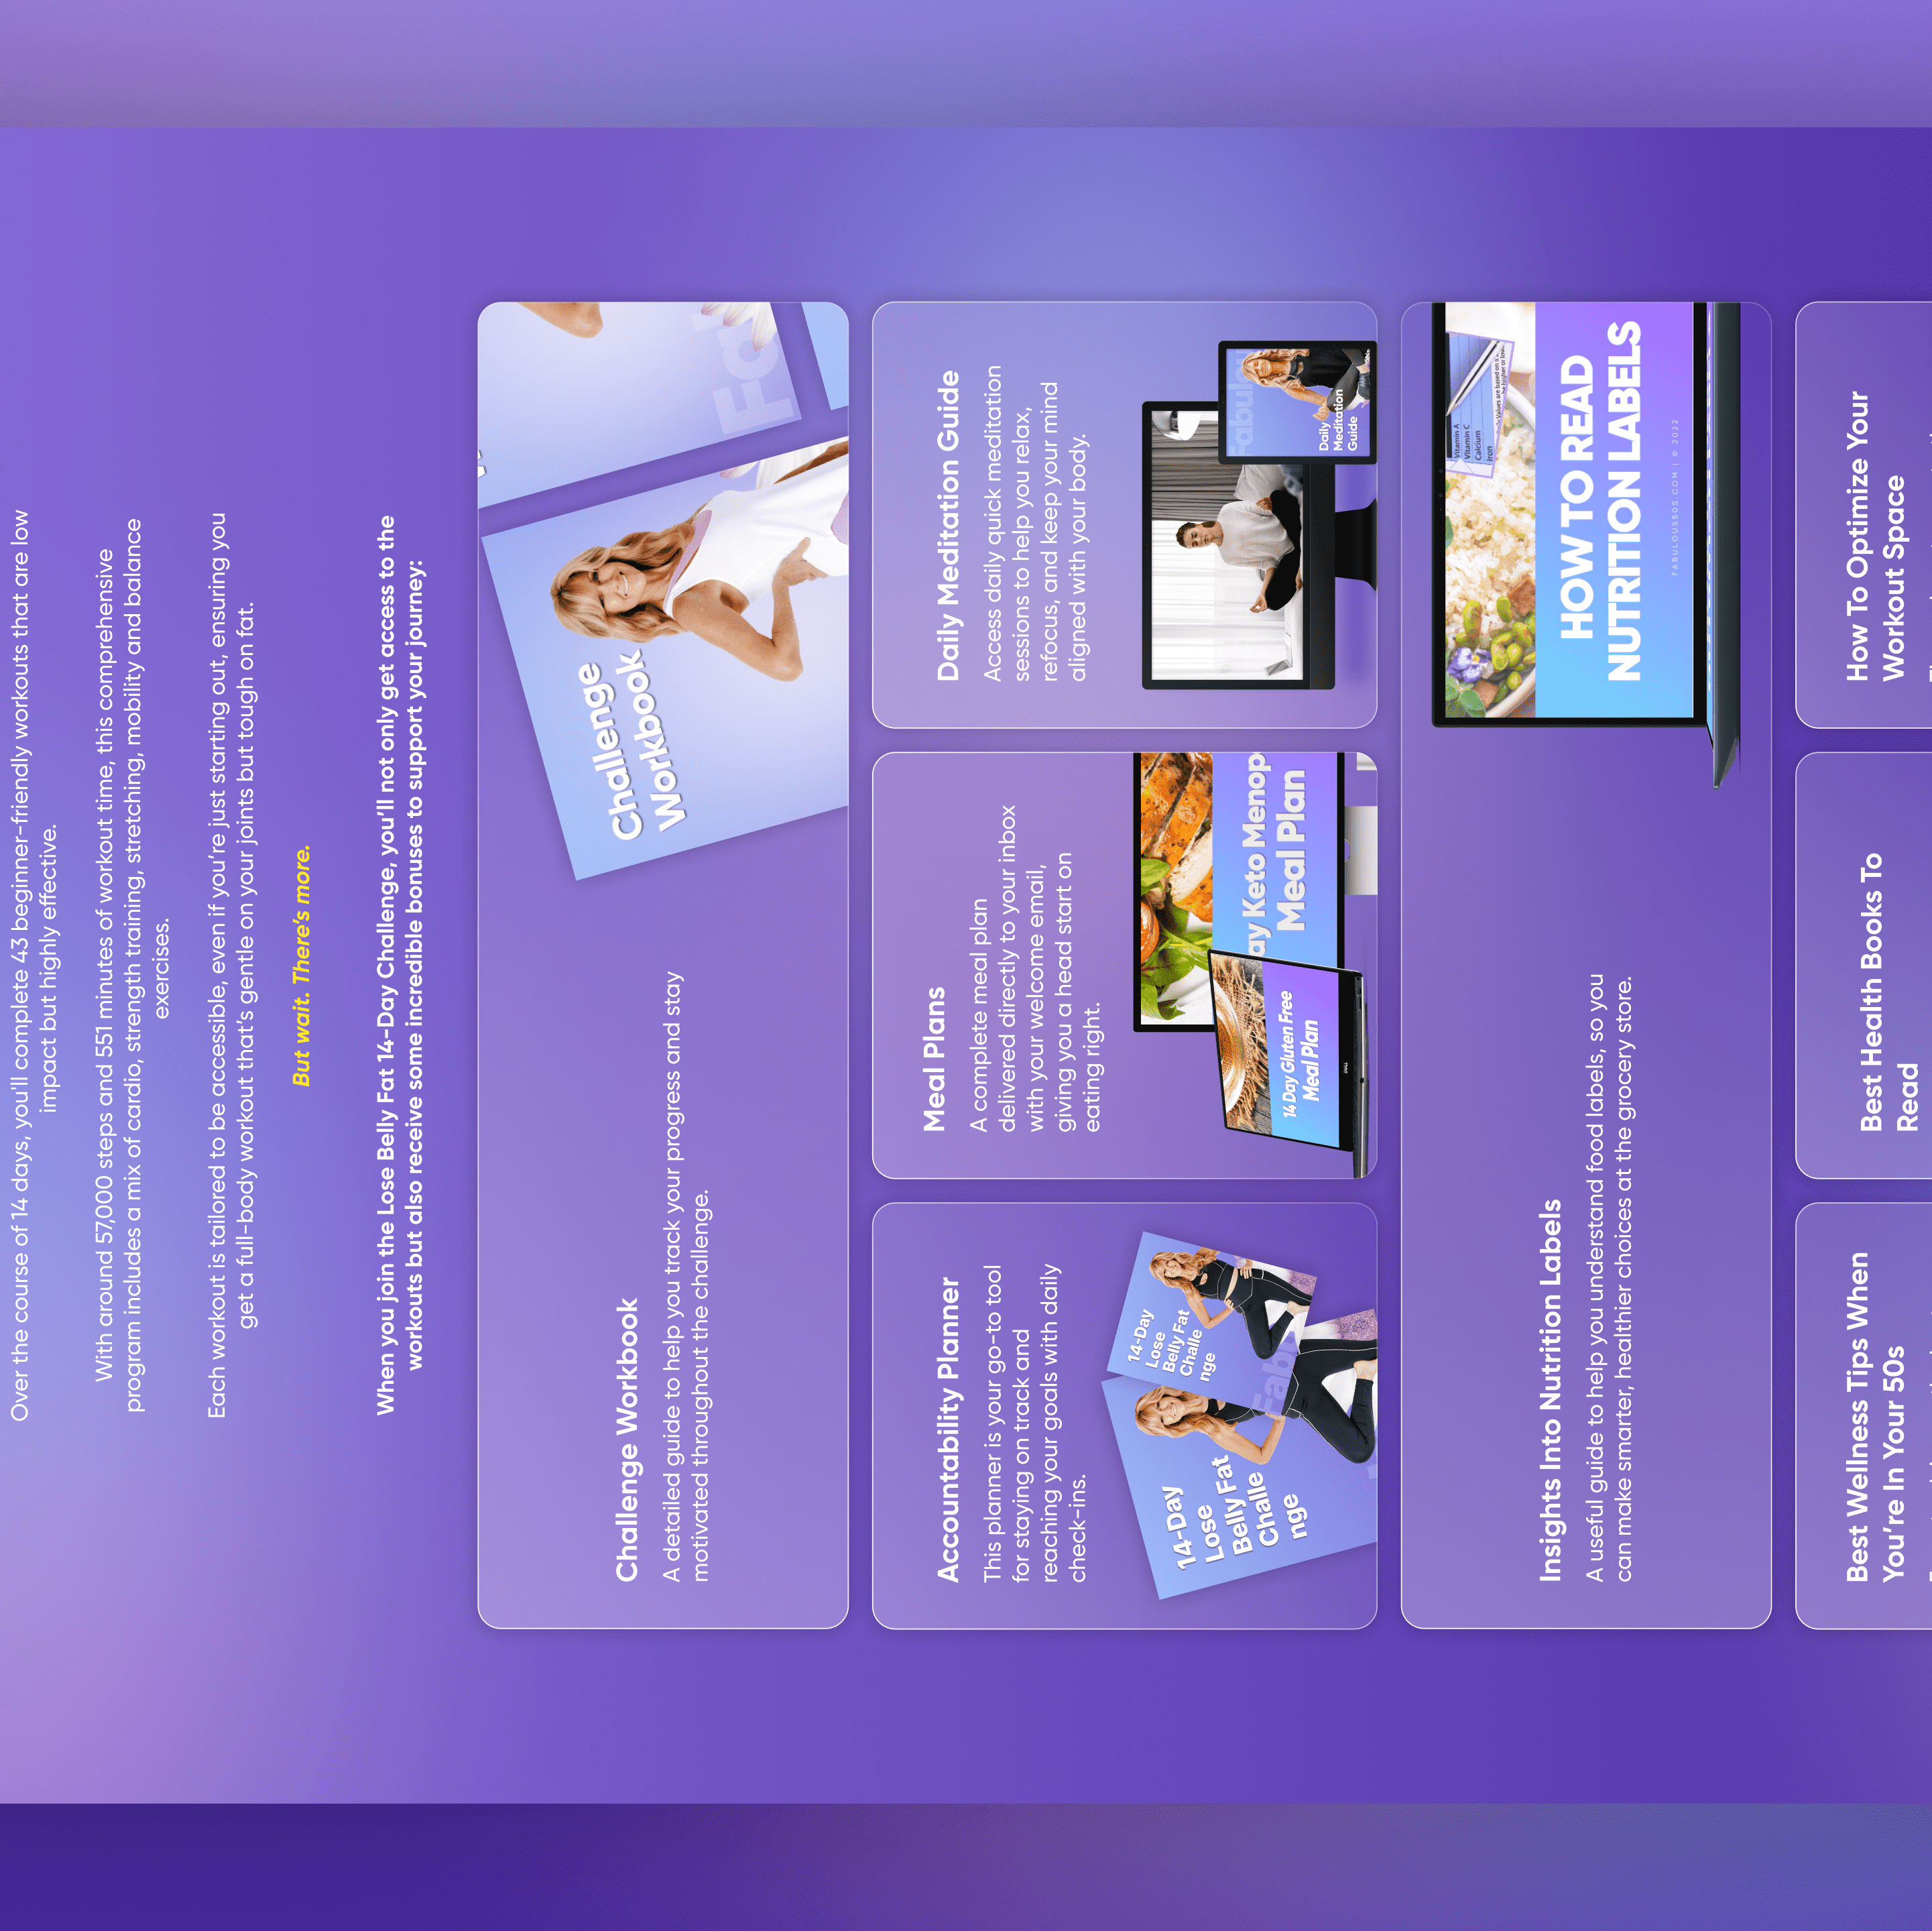 Over the course of 14 days, you'll complete 43 beginner-friendly workouts that are low
impact but highly effective.
With around 57,000 steps and 551 minutes of workout time, this comprehensive
program includes a mix of cardio, strength training, stretching, mobility and balance
exercises.
Each workout is tailored to be accessible, even if you're just starting out, ensuring you
get a full-body workout that's gentle on your joints but tough on fat.
But wait. There's more.
When you join the Lose Belly Fat 14-Day Challenge, you'll not only get access to the
workouts but also receive some incredible bonuses to support your journey:
Challenge Workbook
A detailed guide to help you track your progress and stay
motivated throughout the challenge.
Challenge
Workbook
Accountability Planner
This planner is your go-to tool
for staying on track and
reaching your goals with daily
check-ins.
14-Day
Lose
Belly Fat
Challe
nge
14-Day
Lose
Belly Fat
Challe
nge
Meal Plans
A complete meal plan
delivered directly to your inbox
with your welcome email,
giving you a head start on
eating right.
ay Keto Menop
Meal Plan
14 Day Gluten Free
Meal Plan
Daily Meditation Guide
Access daily quick meditation
sessions to help you relax,
refocus, and keep your mind
aligned with your body.
Daily
Meditation
Guide
Insights Into Nutrition Labels
A useful guide to help you understand food labels, so you
can make smarter, healthier choices at the grocery store.
Vitamin A
Vitamin C
Calcium
Iron
HOW TO READ
NUTRITION LABELS
FABULOUS50S.COM | © 2022
Best Wellness Tips When
You're In Your 50s
Best Health Books To
Read
How To Optimize Your
Workout Space